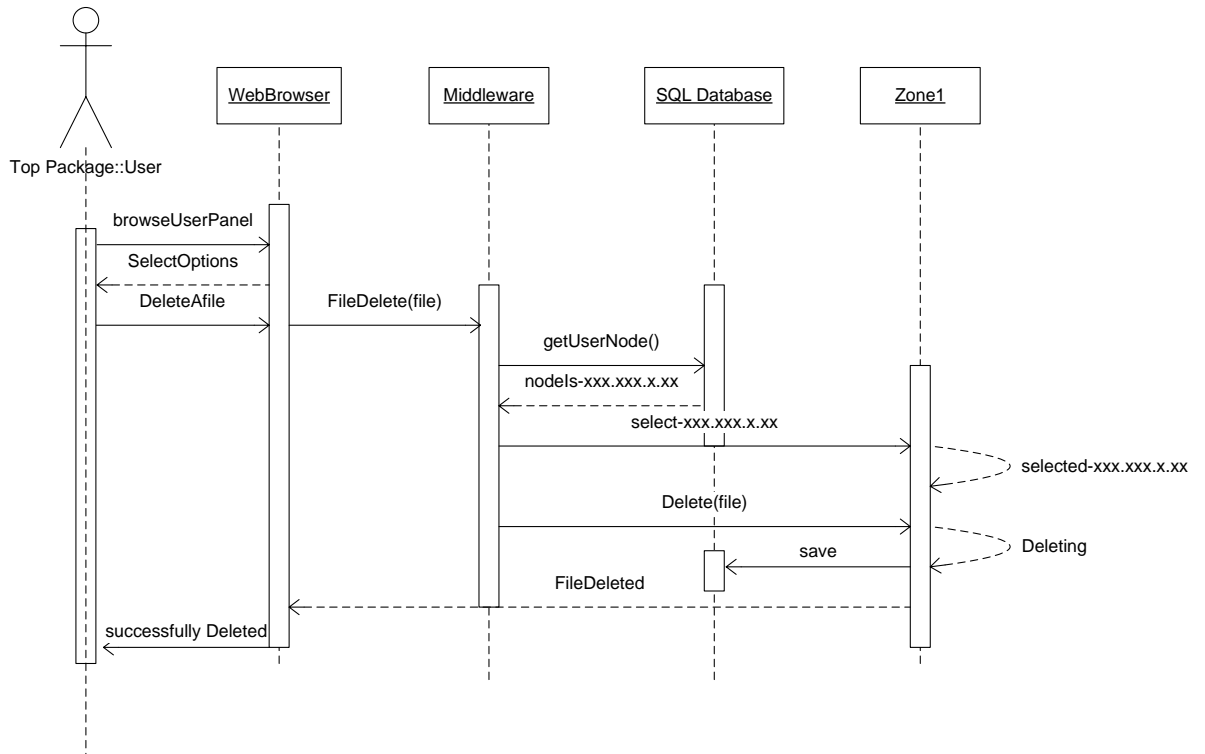 WebBrowser
Middleware
SQL Database
Zone1
Top Package::User
browseUserPanel
SelectOptions
DeleteAfile
FileDelete(file)
getUserNode()
nodeIs-xxx.xxx.x.xx
select-xxx.xxx.x.xx
selected-xxx.xxx.x.xx
Delete(file)
Deleting
save
FileDeleted
successfully Deleted